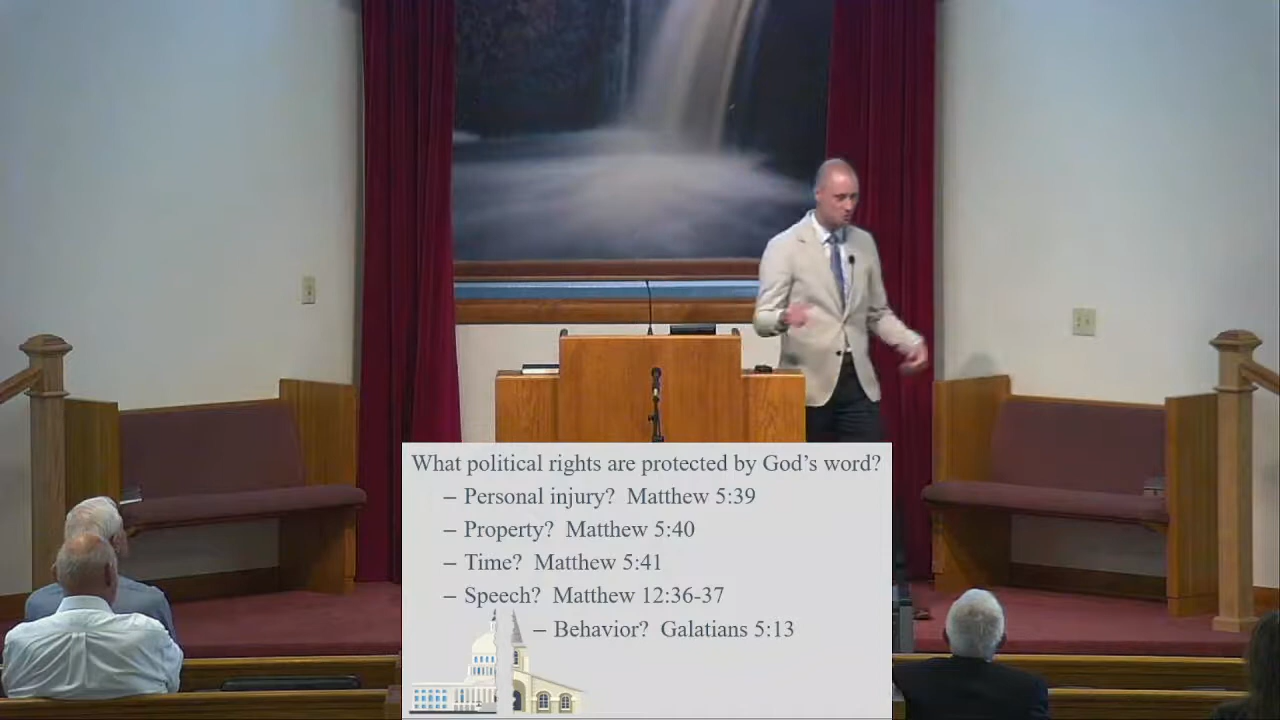 What political rights are protected by God's word?
– Personal injury?  Matthew 5:39
– Property?  Matthew 5:40
– Time?  Matthew 5:41
– Speech?  Matthew 12:36-37
– Behavior?  Galatians 5:13